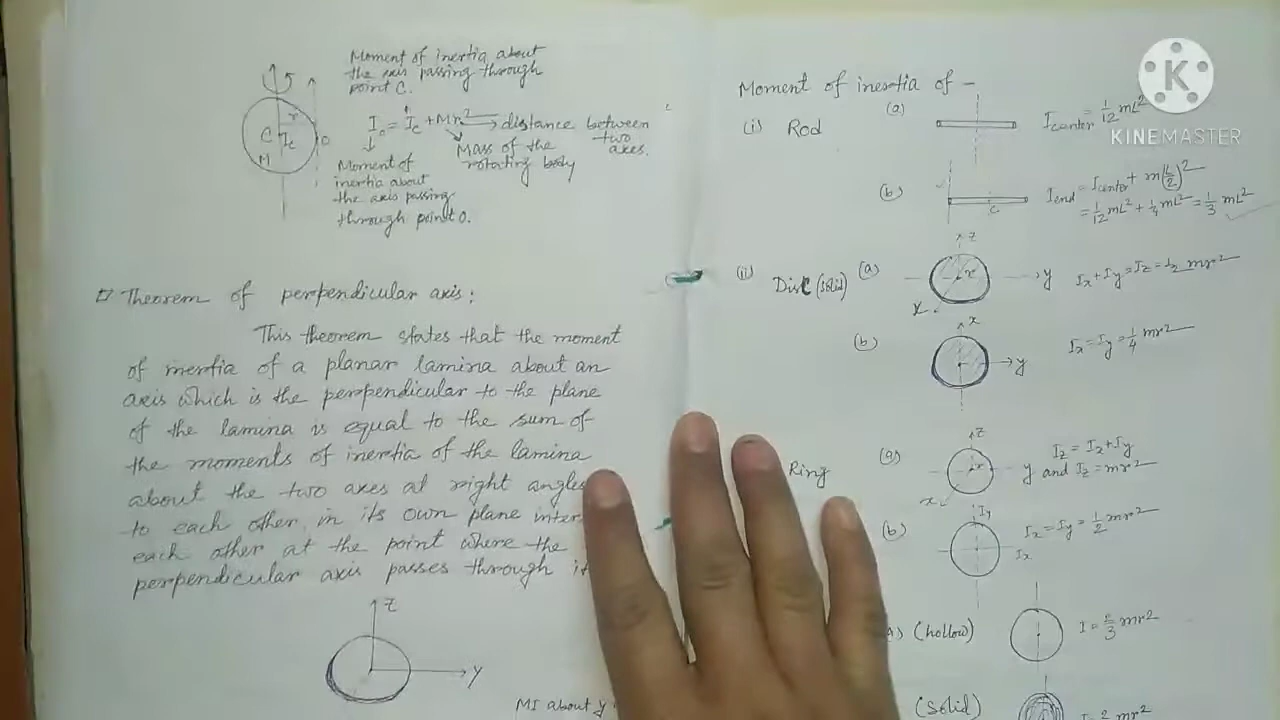 Moment of inertia about
the axis passing through
point C.
I₀ = I_c + Mr² → distance between
two
axes.
Mass of the
rotating body
Moment of
inertia about
the axis passing
through point O.
r
C
I_c
O
M
Theorem of perpendicular axis:
This theorem states that the moment
of inertia of a planar lamina about an
axis which is the perpendicular to the plane
of the lamina is equal to the sum of
the moments of inertia of the lamina
about the two axes at right angles
to each other, in its own plane
each other at the point where the
perpendicular axis passes through
Z
Y
MI about y
Moment of inertia of -
(i) Rod
(a)
I_center = 1/12 mL²
(b)
C
I_end = I_center + m(L/2)²
= 1/12 mL² + 1/4 mL² = 1/3 mL²
(ii) Disc (solid)
(a)
z
r
y
x
I_x + I_y = I_z = 1/2 mr²
(b)
x
y
I_x = I_y = 1/4 mr²
Ring
(a)
z
r
y
x
I_z = I_x + I_y
and I_z = mr²
(b)
I_y
I_x
I_x = I_y = 1/2 mr²
(hollow)
I = 2/3 mr²
(solid)
KINEMASTER